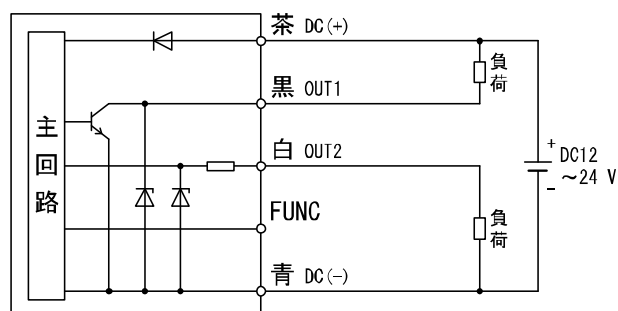 茶 DC(+)
負荷
黒 OUT1
主回路
白 OUT2
+
DC12
～24 V
-
FUNC
負荷
青 DC(-)